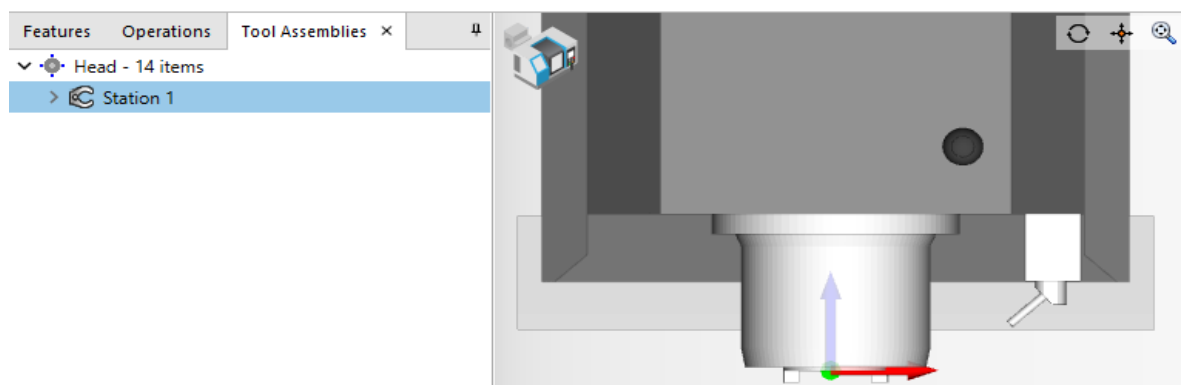 Features Operations Tool Assemblies ×
Head - 14 items
Station 1